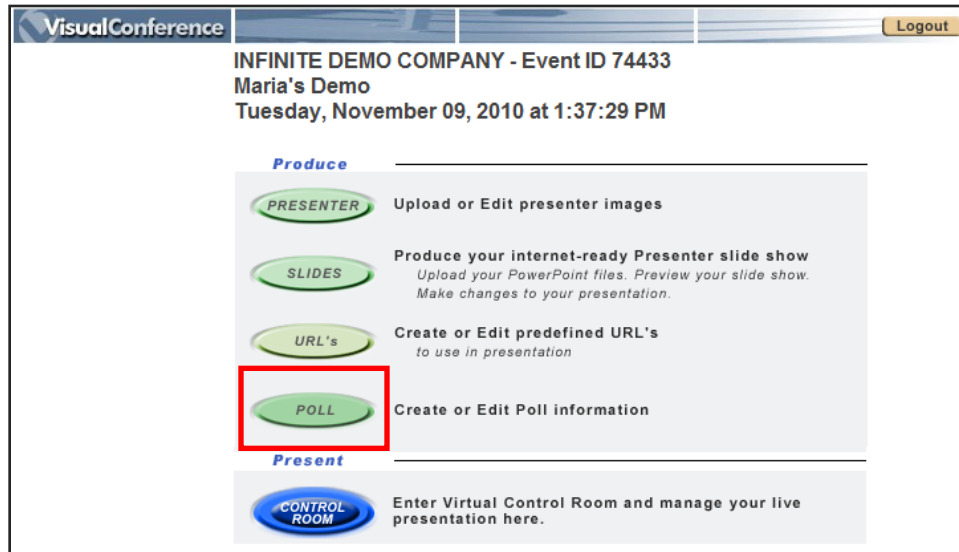 VisualConference
Logout
INFINITE DEMO COMPANY - Event ID 74433
Maria's Demo
Tuesday, November 09, 2010 at 1:37:29 PM
Produce
PRESENTER
Upload or Edit presenter images
SLIDES
Produce your internet-ready Presenter slide show
Upload your PowerPoint files. Preview your slide show.
Make changes to your presentation.
URL's
Create or Edit predefined URL's
to use in presentation
POLL
Create or Edit Poll information
Present
CONTROL
ROOM
Enter Virtual Control Room and manage your live
presentation here.